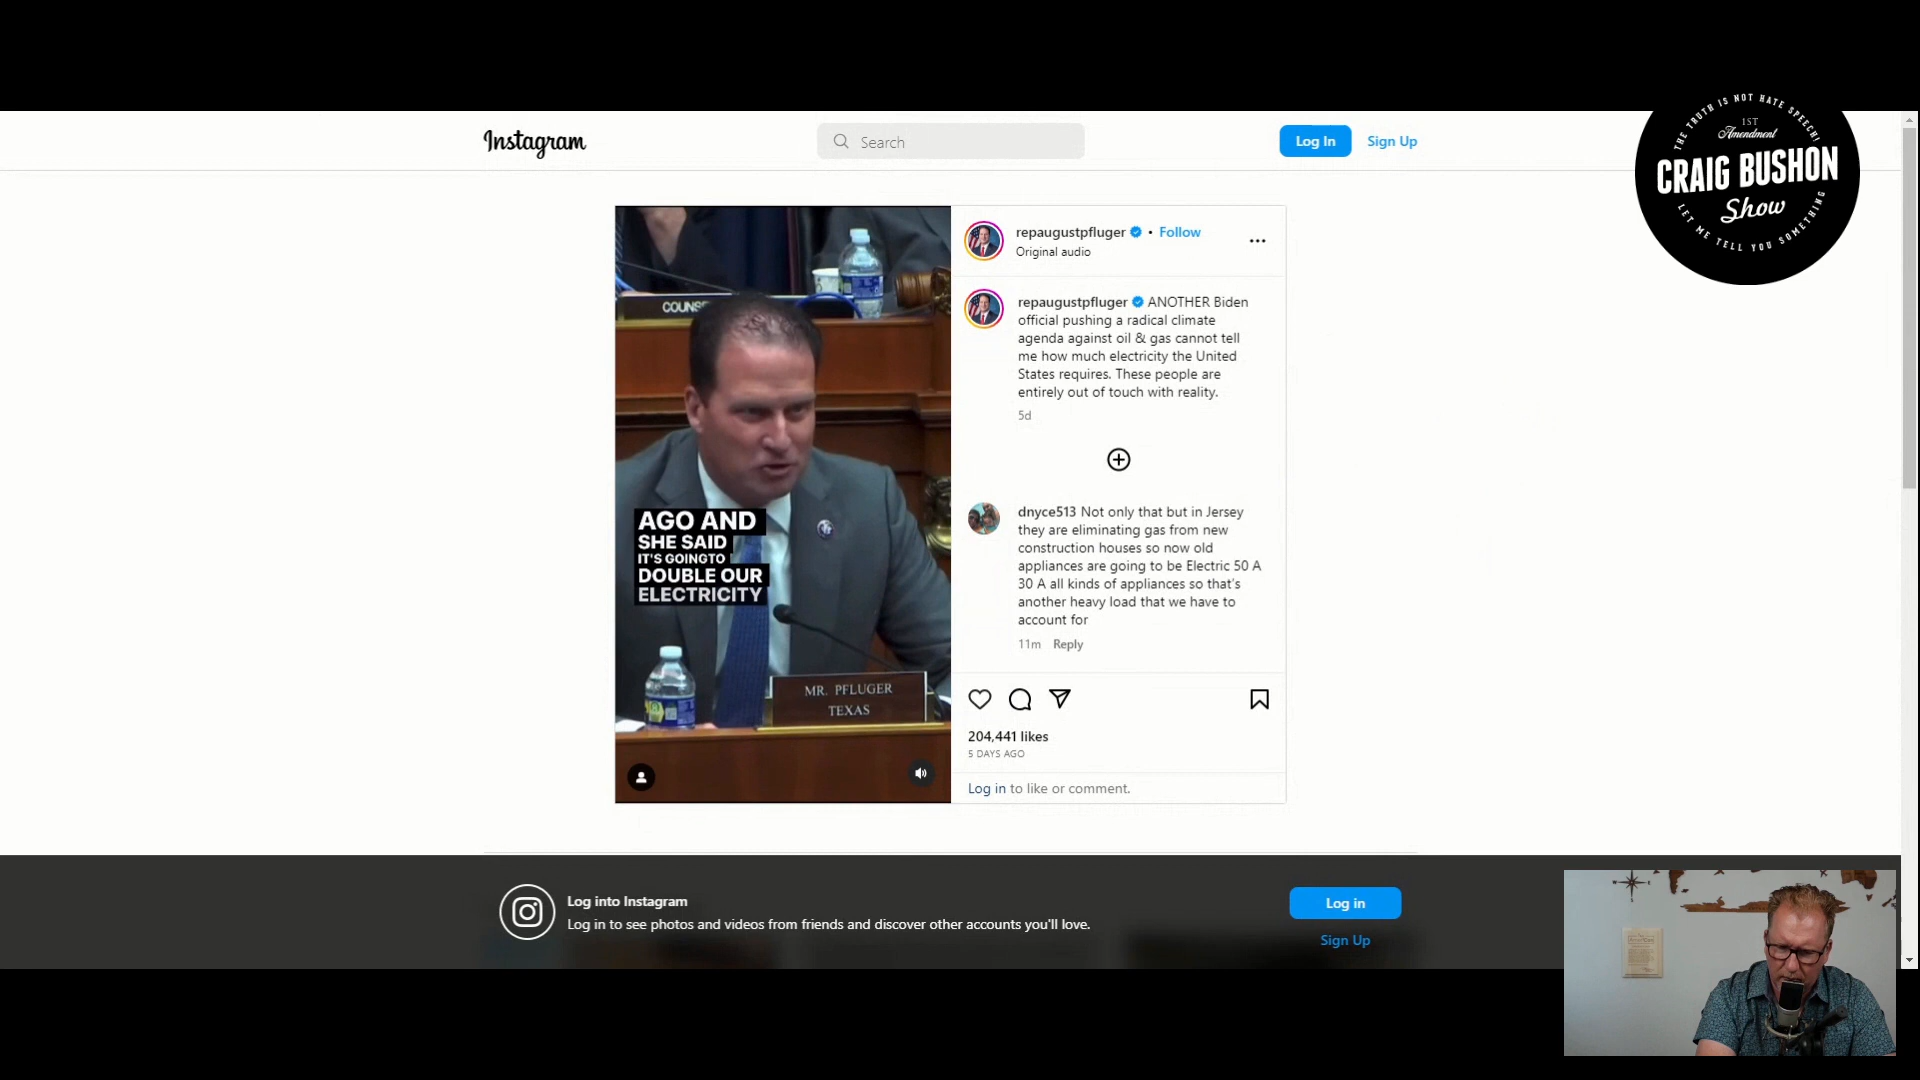 Instagram
Search
Log In
Sign Up
THE TRUTH IS NOT HATE SPEECH!
1ST
Amendment
CRAIG BUSHON
Show
LET ME TELL YOU SOMETHING
repaugustpfluger • Follow
Original audio
COUNSE
repaugustpfluger ANOTHER Biden
official pushing a radical climate
agenda against oil & gas cannot tell
me how much electricity the United
States requires. These people are
entirely out of touch with reality.
5d
AGO AND
SHE SAID
IT'S GOINGTO
DOUBLE OUR
ELECTRICITY
dnyce513 Not only that but in Jersey
they are eliminating gas from new
construction houses so now old
appliances are going to be Electric 50 A
30 A all kinds of appliances so that's
another heavy load that we have to
account for
11m Reply
MR. PFLUGER
TEXAS
204,441 likes
5 DAYS AGO
Log in to like or comment.
Log into Instagram
Log in to see photos and videos from friends and discover other accounts you'll love.
Log in
Sign Up